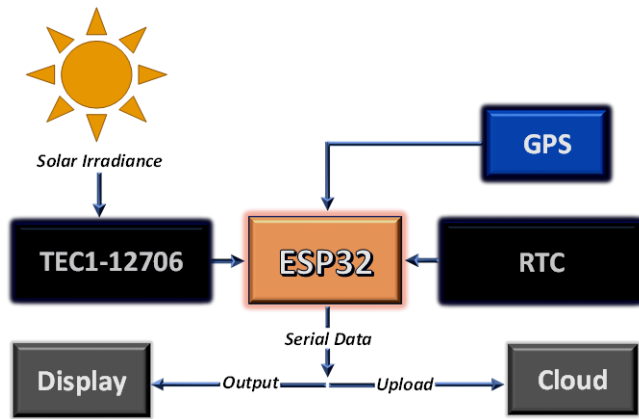 Solar Irradiance
GPS
TEC1-12706
ESP32
RTC
Serial Data
Display
Output
Upload
Cloud